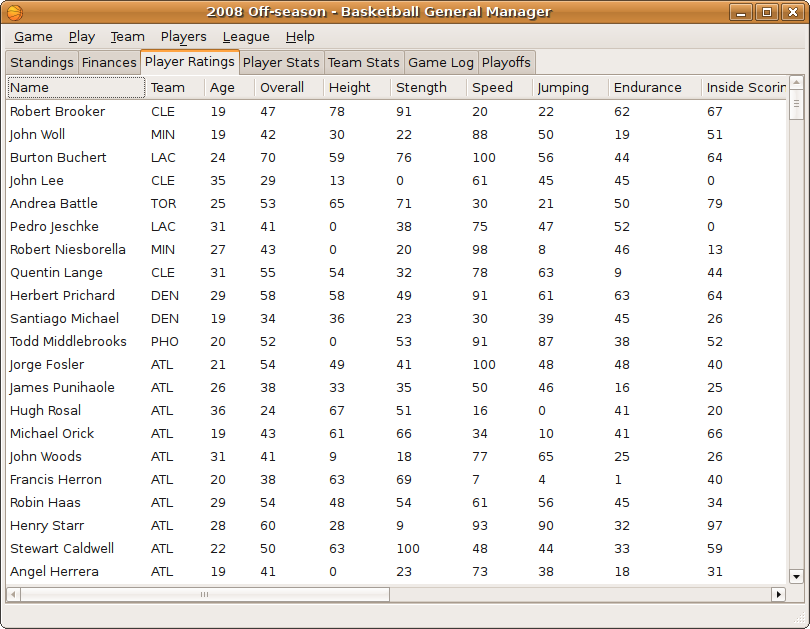 2008 Off-season - Basketball General Manager
Game Play Team Players League Help
Standings Finances Player Ratings Player Stats Team Stats Game Log Playoffs
Name Team Age Overall Height Stength Speed Jumping Endurance Inside Scorin
Robert Brooker CLE 19 47 78 91 20 22 62 67
John Woll MIN 19 42 30 22 88 50 19 51
Burton Buchert LAC 24 70 59 76 100 56 44 64
John Lee CLE 35 29 13 0 61 45 45 0
Andrea Battle TOR 25 53 65 71 30 21 50 79
Pedro Jeschke LAC 31 41 0 38 75 47 52 0
Robert Niesborella MIN 27 43 0 20 98 8 46 13
Quentin Lange CLE 31 55 54 32 78 63 9 44
Herbert Prichard DEN 29 58 58 49 91 61 63 64
Santiago Michael DEN 19 34 36 23 30 39 45 26
Todd Middlebrooks PHO 20 52 0 53 91 87 38 52
Jorge Fosler ATL 21 54 49 41 100 48 48 40
James Punihaole ATL 26 38 33 35 50 46 16 25
Hugh Rosal ATL 36 24 67 51 16 0 41 20
Michael Orick ATL 19 43 61 66 34 10 41 66
John Woods ATL 31 41 9 18 77 65 25 26
Francis Herron ATL 20 38 63 69 7 4 1 40
Robin Haas ATL 29 54 48 54 61 56 45 34
Henry Starr ATL 28 60 28 9 93 90 32 97
Stewart Caldwell ATL 22 50 63 100 48 44 33 59
Angel Herrera ATL 19 41 0 23 73 38 18 31